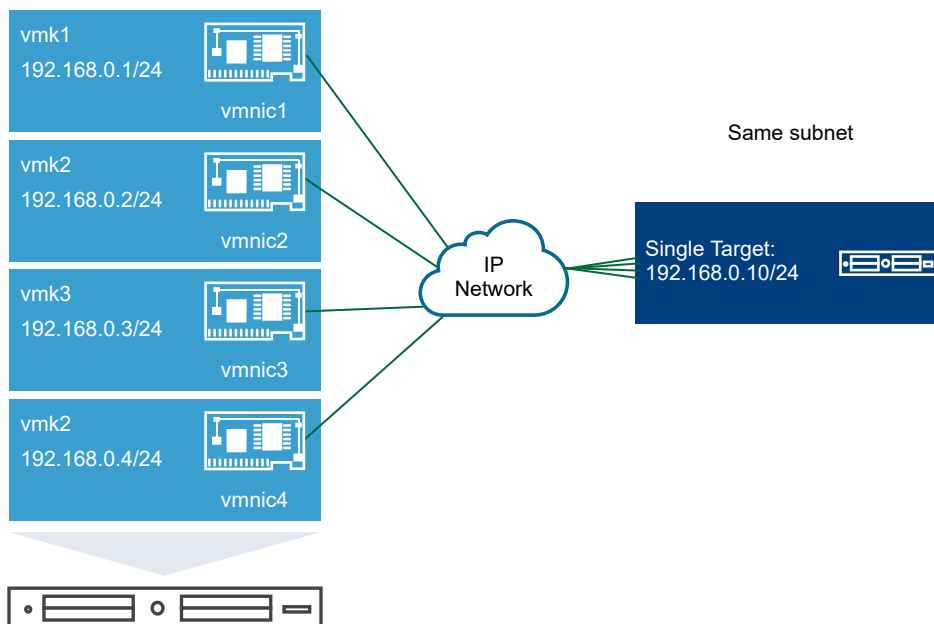 vmk1
192.168.0.1/24
vmnic1
vmk2
192.168.0.2/24
vmnic2
vmk3
192.168.0.3/24
vmnic3
vmk2
192.168.0.4/24
vmnic4
IP
Network
Same subnet
Single Target:
192.168.0.10/24